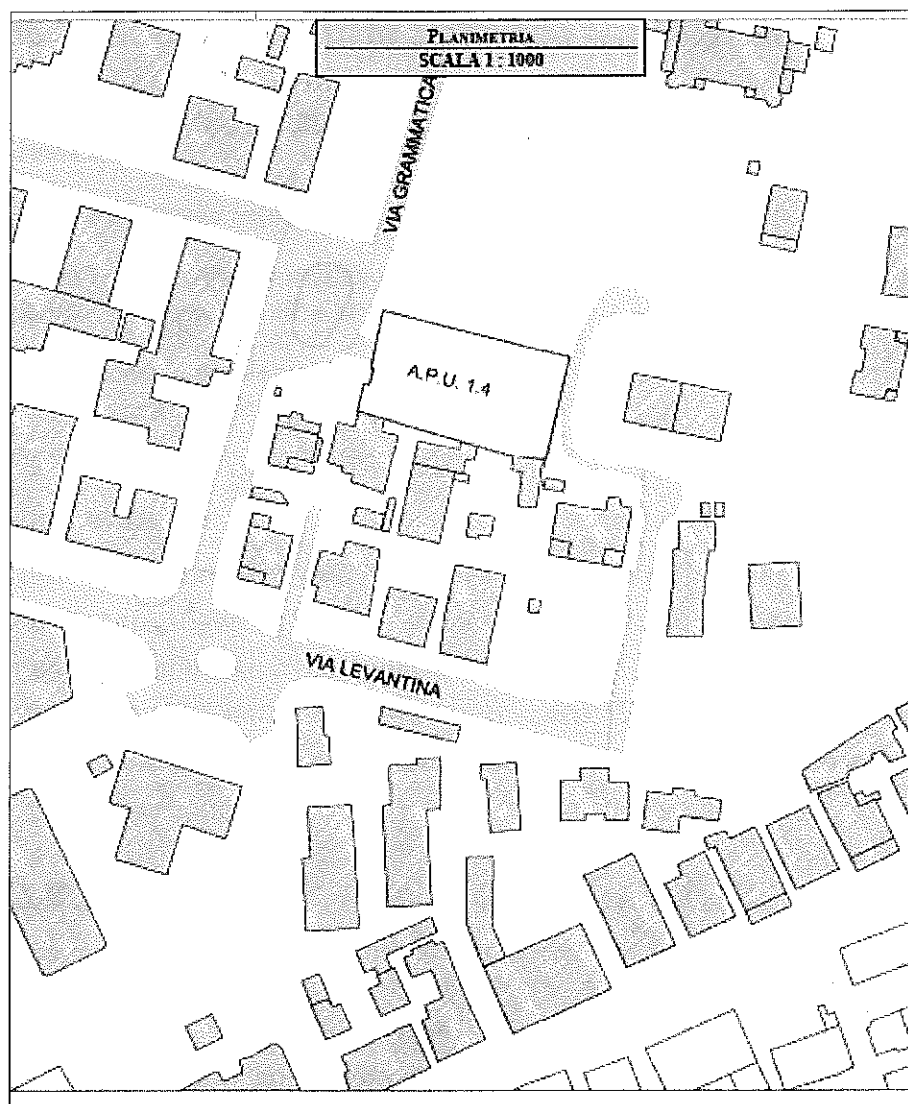 PLANIMETRIA
SCALA 1 : 1000
VIA GRAMMATICA
A.P.U. 1.4
VIA LEVANTINA